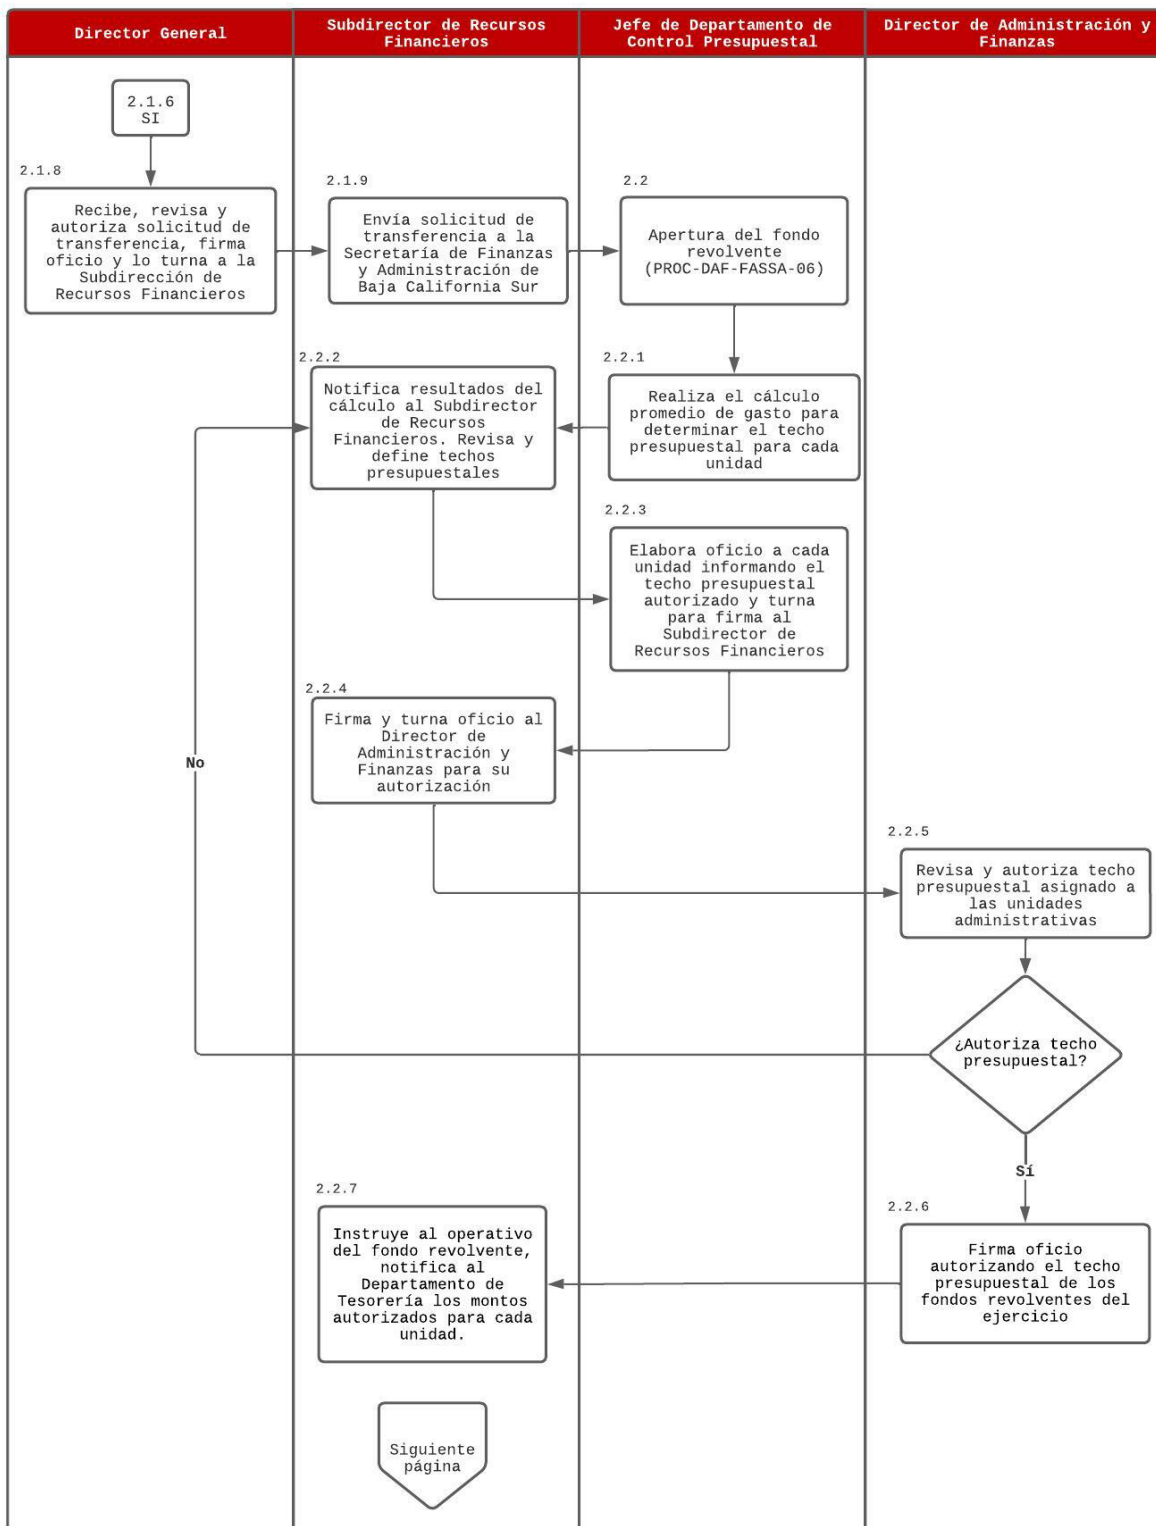 Director General
Subdirector de Recursos
Financieros
Jefe de Departamento de
Control Presupuestal
Director de Administración y
Finanzas
2.1.6
SI
2.1.8
Recibe, revisa y
autoriza solicitud de
transferencia, firma
oficio y lo turna a la
Subdirección de
Recursos Financieros
2.1.9
Envía solicitud de
transferencia a la
Secretaría de Finanzas
y Administración de
Baja California Sur
2.2
Apertura del fondo
revolvente
(PROC-DAF-FASSA-06)
2.2.1
Realiza el cálculo
promedio de gasto para
determinar el techo
presupuestal para cada
unidad
2.2.2
Notifica resultados del
cálculo al Subdirector
de Recursos
Financieros. Revisa y
define techos
presupuestales
2.2.3
Elabora oficio a cada
unidad informando el
techo presupuestal
autorizado y turna
para firma al
Subdirector de
Recursos Financieros
2.2.4
Firma y turna oficio al
Director de
Administración y
Finanzas para su
autorización
2.2.5
Revisa y autoriza techo
presupuestal asignado a
las unidades
administrativas
¿Autoriza techo
presupuestal?
No
Sí
2.2.6
Firma oficio
autorizando el techo
presupuestal de los
fondos revolventes del
ejercicio
2.2.7
Instruye al operativo
del fondo revolvente,
notifica al
Departamento de
Tesorería los montos
autorizados para cada
unidad.
Siguiente
página